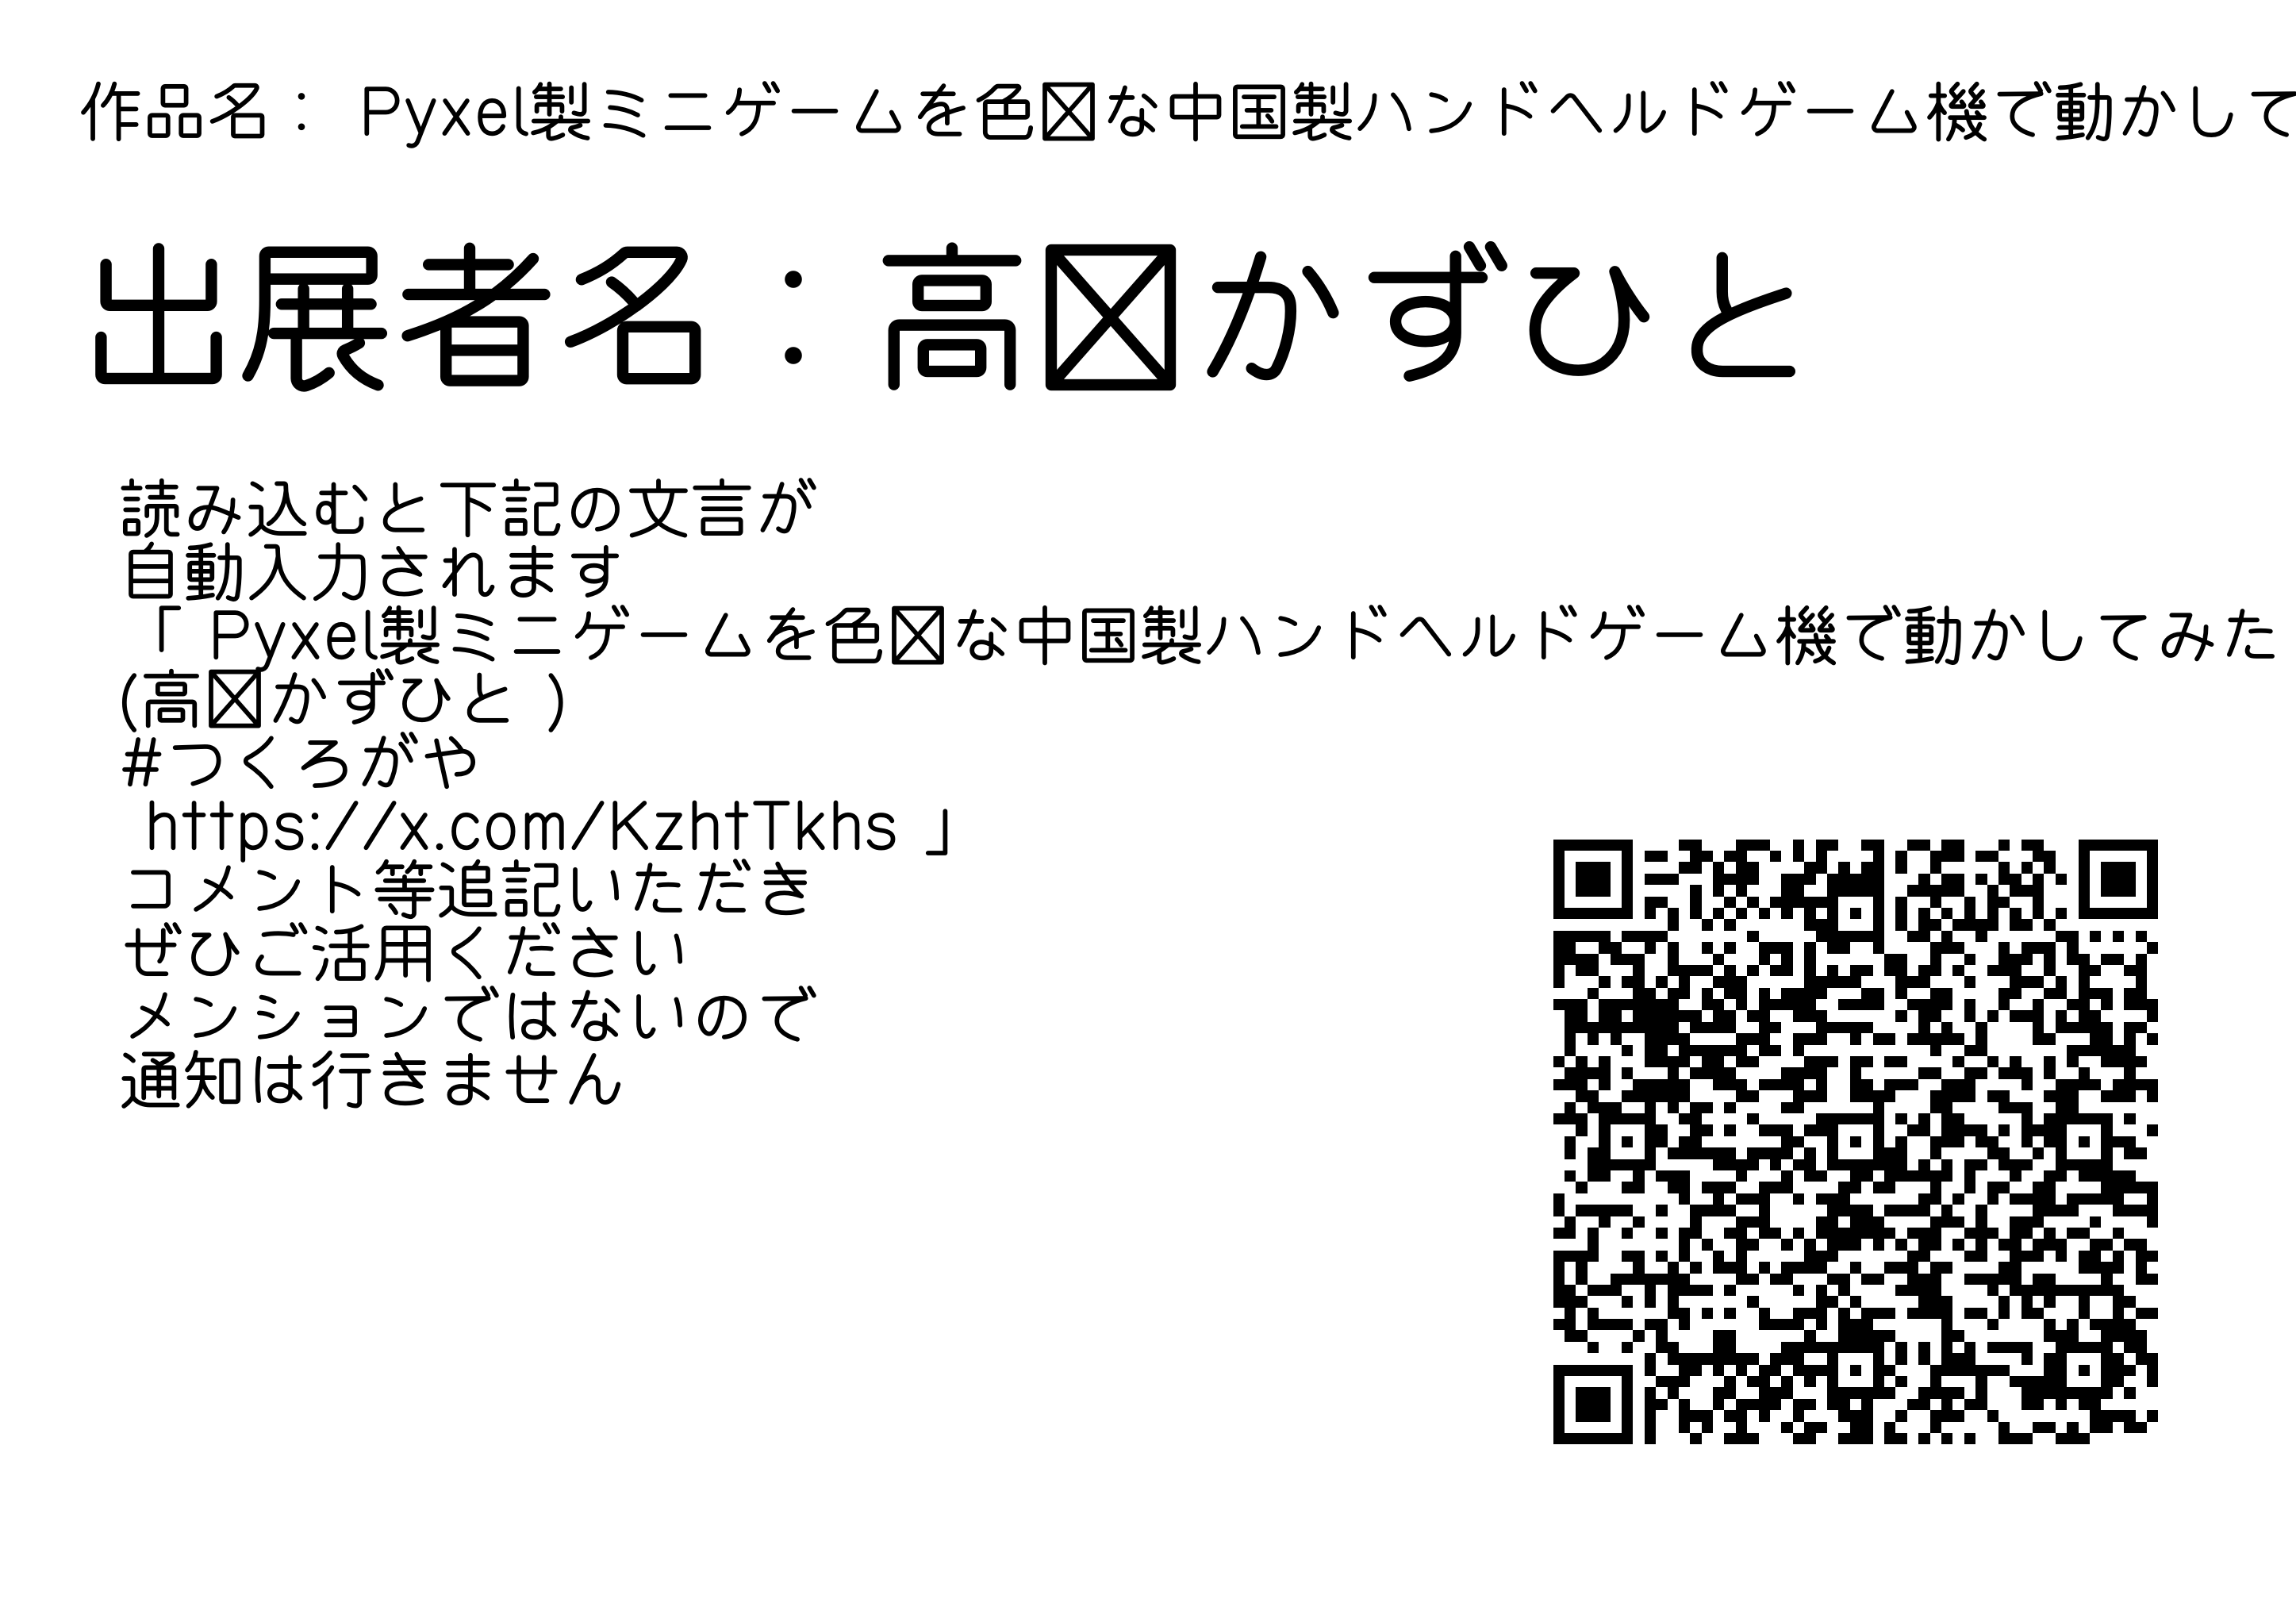 作品名： Pyxel製ミニゲームを色〼な中国製ハンドヘルドゲーム機で動かして
出展者名：高〼かずひと
読み込むと下記の文言が
自動入力されます
「 Pyxel製ミニゲームを色〼な中国製ハンドヘルドゲーム機で動かしてみた
(高〼かずひと )
#つくろがや
https://x.com/KzhtTkhs 」
コメント等追記いただき
ぜひご活用ください
メンションではないので
通知は行きません